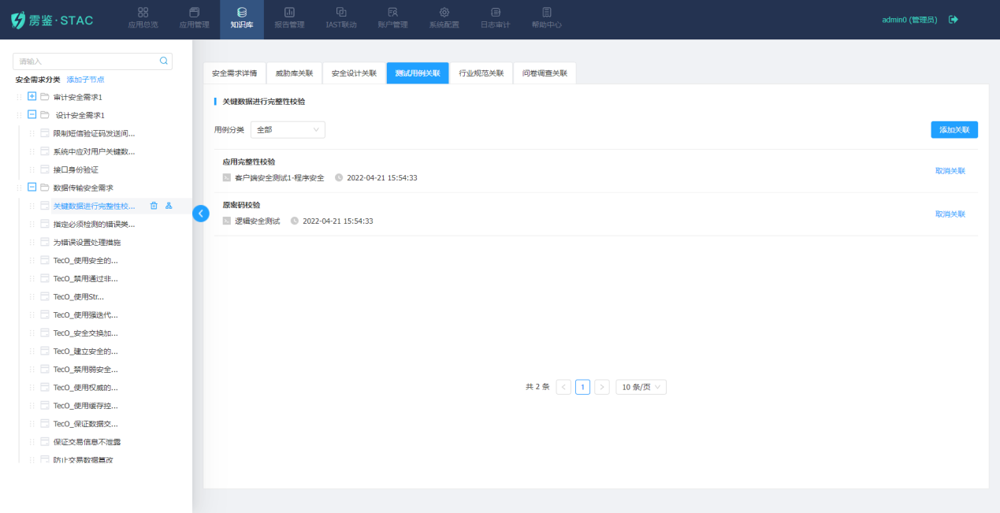 雳鉴·STAC
应用总览
应用管理
知识库
报告管理
IAST联动
账户管理
系统配置
日志审计
帮助中心
admin0 (管理员)
请输入
安全需求分类 添加子节点
审计安全需求1
设计安全需求1
限制短信验证码发送间...
系统中应对用户关键数...
接口身份验证
数据传输安全需求
关键数据进行完整性校...
指定必须检测的错误类...
为错误设置处理措施
TecO_使用安全的...
TecO_禁用通过非...
TecO_使用Str...
TecO_使用强迭代...
TecO_安全交换加...
TecO_建立安全的...
TecO_禁用弱安全...
TecO_使用权威的...
TecO_使用缓存控...
TecO_保证数据交...
保证交易信息不泄露
防止交易数据篡改
安全需求详情
威胁库关联
安全设计关联
测试用例关联
行业规范关联
问卷调查关联
关键数据进行完整性校验
用例分类 全部
添加关联
应用完整性校验
客户端安全测试1-程序安全 2022-04-21 15:54:33
取消关联
原密码校验
逻辑安全测试 2022-04-21 15:54:33
取消关联
共 2 条 < 1 > 10 条/页